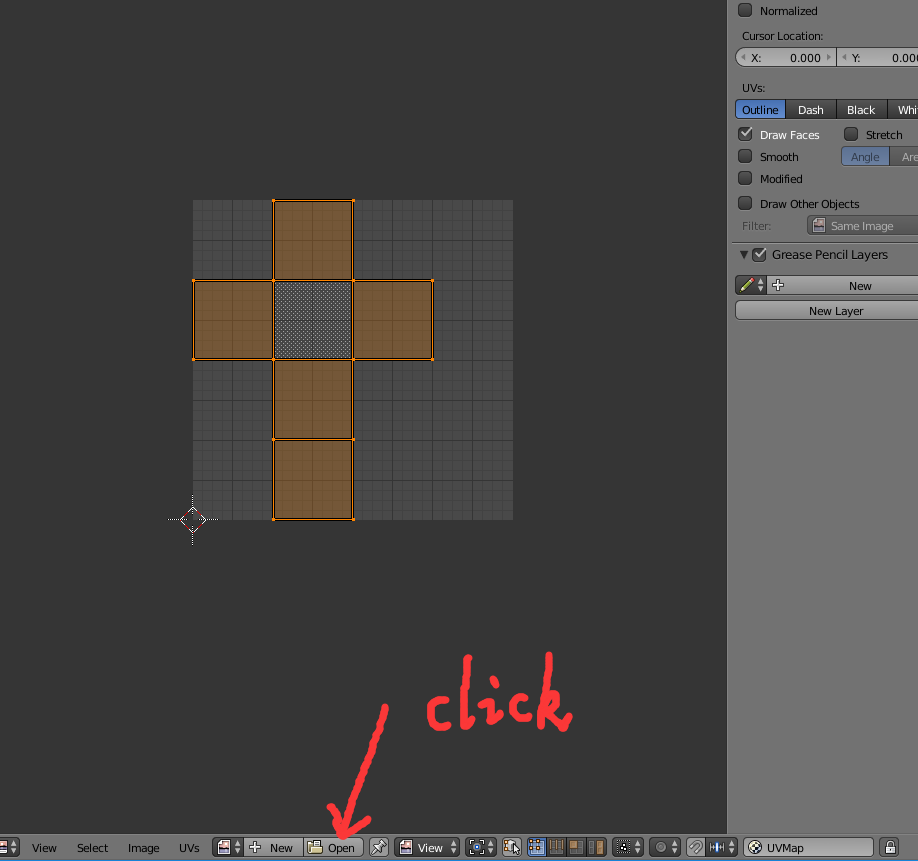 Normalized
Cursor Location:
X: 0.000 Y: 0.00
UVs:
Outline Dash Black Whi
Draw Faces Stretch
Smooth Angle Are
Modified
Draw Other Objects
Filter: Same Image
Grease Pencil Layers
New
New Layer
click
View Select Image UVs New Open View UVMap